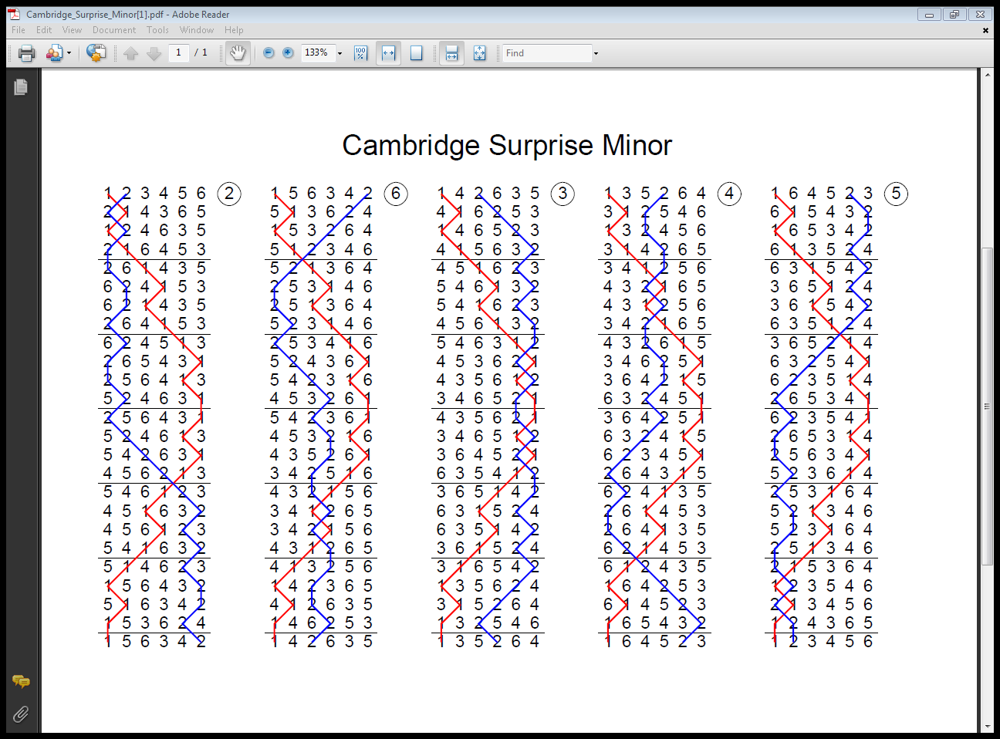 Cambridge_Surprise_Minor[1].pdf - Adobe Reader
File Edit View Document Tools Window Help
1 / 1 133% 100 % Find
Cambridge Surprise Minor
1 2 3 4 5 6 2 1 5 6 3 4 2 6 1 4 2 6 3 5 3 1 3 5 2 6 4 4 1 6 4 5 2 3 5
2 1 4 3 6 5 5 1 3 6 2 4 4 1 6 2 5 3 3 1 2 5 4 6 6 1 5 4 3 2
1 2 4 6 3 5 1 5 3 2 6 4 1 4 6 5 2 3 1 3 2 4 5 6 1 6 5 3 4 2
2 1 6 4 5 3 5 1 2 3 4 6 4 1 5 6 3 2 3 1 4 2 6 5 6 1 3 5 2 4
2 6 1 4 3 5 5 2 1 3 6 4 4 5 1 6 2 3 3 4 1 2 5 6 6 3 1 5 4 2
6 2 4 1 5 3 2 5 3 1 4 6 5 4 6 1 3 2 4 3 2 1 6 5 3 6 5 1 2 4
6 2 1 4 3 5 2 5 1 3 6 4 5 4 1 6 2 3 4 3 1 2 5 6 3 6 1 5 4 2
2 6 4 1 5 3 5 2 3 1 4 6 4 5 6 1 3 2 3 4 2 1 6 5 6 3 5 1 2 4
6 2 4 5 1 3 2 5 3 4 1 6 5 4 6 3 1 2 4 3 2 6 1 5 3 6 5 2 1 4
2 6 5 4 3 1 5 2 4 3 6 1 4 5 3 6 2 1 3 4 6 2 5 1 6 3 2 5 4 1
2 5 6 4 1 3 5 4 2 3 1 6 4 3 5 6 1 2 3 6 4 2 1 5 6 2 3 5 1 4
5 2 4 6 3 1 4 5 3 2 6 1 3 4 6 5 2 1 6 3 2 4 5 1 2 6 5 3 4 1
2 5 6 4 3 1 5 4 2 3 6 1 4 3 5 6 2 1 3 6 4 2 5 1 6 2 3 5 4 1
5 2 4 6 1 3 4 5 3 2 1 6 3 4 6 5 1 2 6 3 2 4 1 5 2 6 5 3 1 4
5 4 2 6 3 1 4 3 5 2 6 1 3 6 4 5 2 1 6 2 3 4 5 1 2 5 6 3 4 1
4 5 6 2 1 3 3 4 2 5 1 6 6 3 5 4 1 2 2 6 4 3 1 5 5 2 3 6 1 4
5 4 6 1 2 3 4 3 2 1 5 6 3 6 5 1 4 2 6 2 4 1 3 5 2 5 3 1 6 4
4 5 1 6 3 2 3 4 1 2 6 5 6 3 1 5 2 4 2 6 1 4 5 3 5 2 1 3 4 6
4 5 6 1 2 3 3 4 2 1 5 6 6 3 5 1 4 2 2 6 4 1 3 5 5 2 3 1 6 4
5 4 1 6 3 2 4 3 1 2 6 5 3 6 1 5 2 4 6 2 1 4 5 3 2 5 1 3 4 6
5 1 4 6 2 3 4 1 3 2 5 6 3 1 6 5 4 2 6 1 2 4 3 5 2 1 5 3 6 4
1 5 6 4 3 2 1 4 2 3 6 5 1 3 5 6 2 4 1 6 4 2 5 3 1 2 3 5 4 6
5 1 6 3 4 2 4 1 2 6 3 5 3 1 5 2 6 4 6 1 4 5 2 3 2 1 3 4 5 6
1 5 3 6 2 4 1 4 6 2 5 3 1 3 2 5 4 6 1 6 5 4 3 2 1 2 4 3 6 5
1 5 6 3 4 2 1 4 2 6 3 5 1 3 5 2 6 4 1 6 4 5 2 3 1 2 3 4 5 6